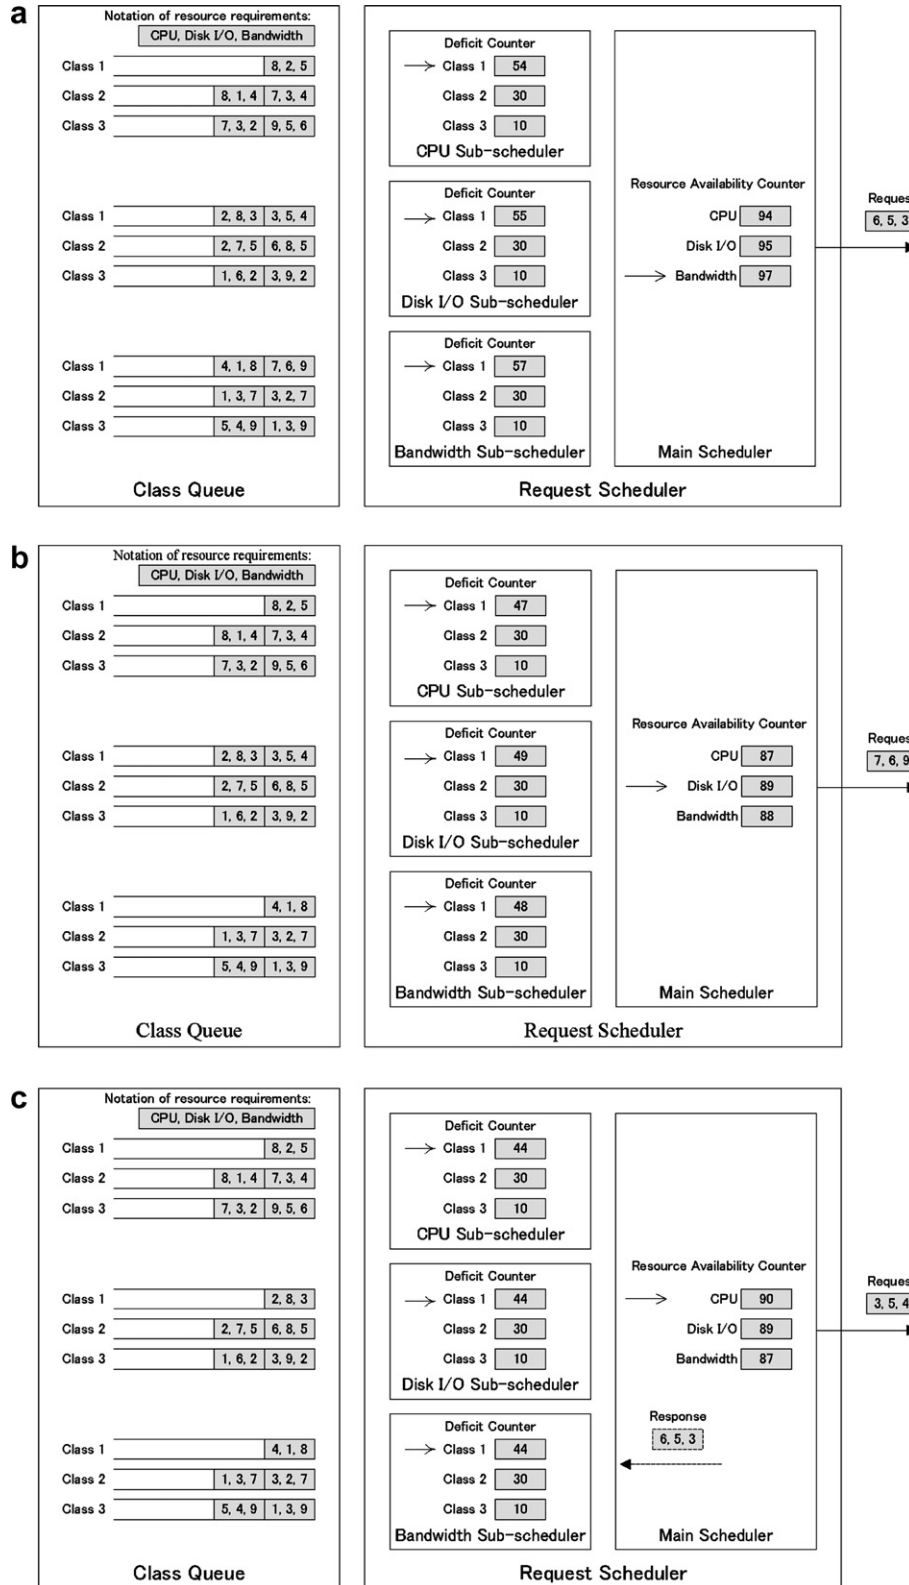 a
Notation of resource requirements:
CPU, Disk I/O, Bandwidth
Class 1 8, 2, 5
Class 2 8, 1, 4 7, 3, 4
Class 3 7, 3, 2 9, 5, 6
Class 1 2, 8, 3 3, 5, 4
Class 2 2, 7, 5 6, 8, 5
Class 3 1, 6, 2 3, 9, 2
Class 1 4, 1, 8 7, 6, 9
Class 2 1, 3, 7 3, 2, 7
Class 3 5, 4, 9 1, 3, 9
Class Queue
Deficit Counter
Class 1 54
Class 2 30
Class 3 10
CPU Sub-scheduler
Deficit Counter
Class 1 55
Class 2 30
Class 3 10
Disk I/O Sub-scheduler
Deficit Counter
Class 1 57
Class 2 30
Class 3 10
Bandwidth Sub-scheduler
Resource Availability Counter
CPU 94
Disk I/O 95
Bandwidth 97
Main Scheduler
Request Scheduler
Reques
6, 5, 3
b
Notation of resource requirements:
CPU, Disk I/O, Bandwidth
Class 1 8, 2, 5
Class 2 8, 1, 4 7, 3, 4
Class 3 7, 3, 2 9, 5, 6
Class 1 2, 8, 3 3, 5, 4
Class 2 2, 7, 5 6, 8, 5
Class 3 1, 6, 2 3, 9, 2
Class 1 4, 1, 8
Class 2 1, 3, 7 3, 2, 7
Class 3 5, 4, 9 1, 3, 9
Class Queue
Deficit Counter
Class 1 47
Class 2 30
Class 3 10
CPU Sub-scheduler
Deficit Counter
Class 1 49
Class 2 30
Class 3 10
Disk I/O Sub-scheduler
Deficit Counter
Class 1 48
Class 2 30
Class 3 10
Bandwidth Sub-scheduler
Resource Availability Counter
CPU 87
Disk I/O 89
Bandwidth 88
Main Scheduler
Request Scheduler
Reques
7, 6, 9
c
Notation of resource requirements:
CPU, Disk I/O, Bandwidth
Class 1 8, 2, 5
Class 2 8, 1, 4 7, 3, 4
Class 3 7, 3, 2 9, 5, 6
Class 1 2, 8, 3
Class 2 2, 7, 5 6, 8, 5
Class 3 1, 6, 2 3, 9, 2
Class 1 4, 1, 8
Class 2 1, 3, 7 3, 2, 7
Class 3 5, 4, 9 1, 3, 9
Class Queue
Deficit Counter
Class 1 44
Class 2 30
Class 3 10
CPU Sub-scheduler
Deficit Counter
Class 1 44
Class 2 30
Class 3 10
Disk I/O Sub-scheduler
Deficit Counter
Class 1 44
Class 2 30
Class 3 10
Bandwidth Sub-scheduler
Resource Availability Counter
CPU 90
Disk I/O 89
Bandwidth 87
Response
6, 5, 3
Main Scheduler
Request Scheduler
Reques
3, 5, 4